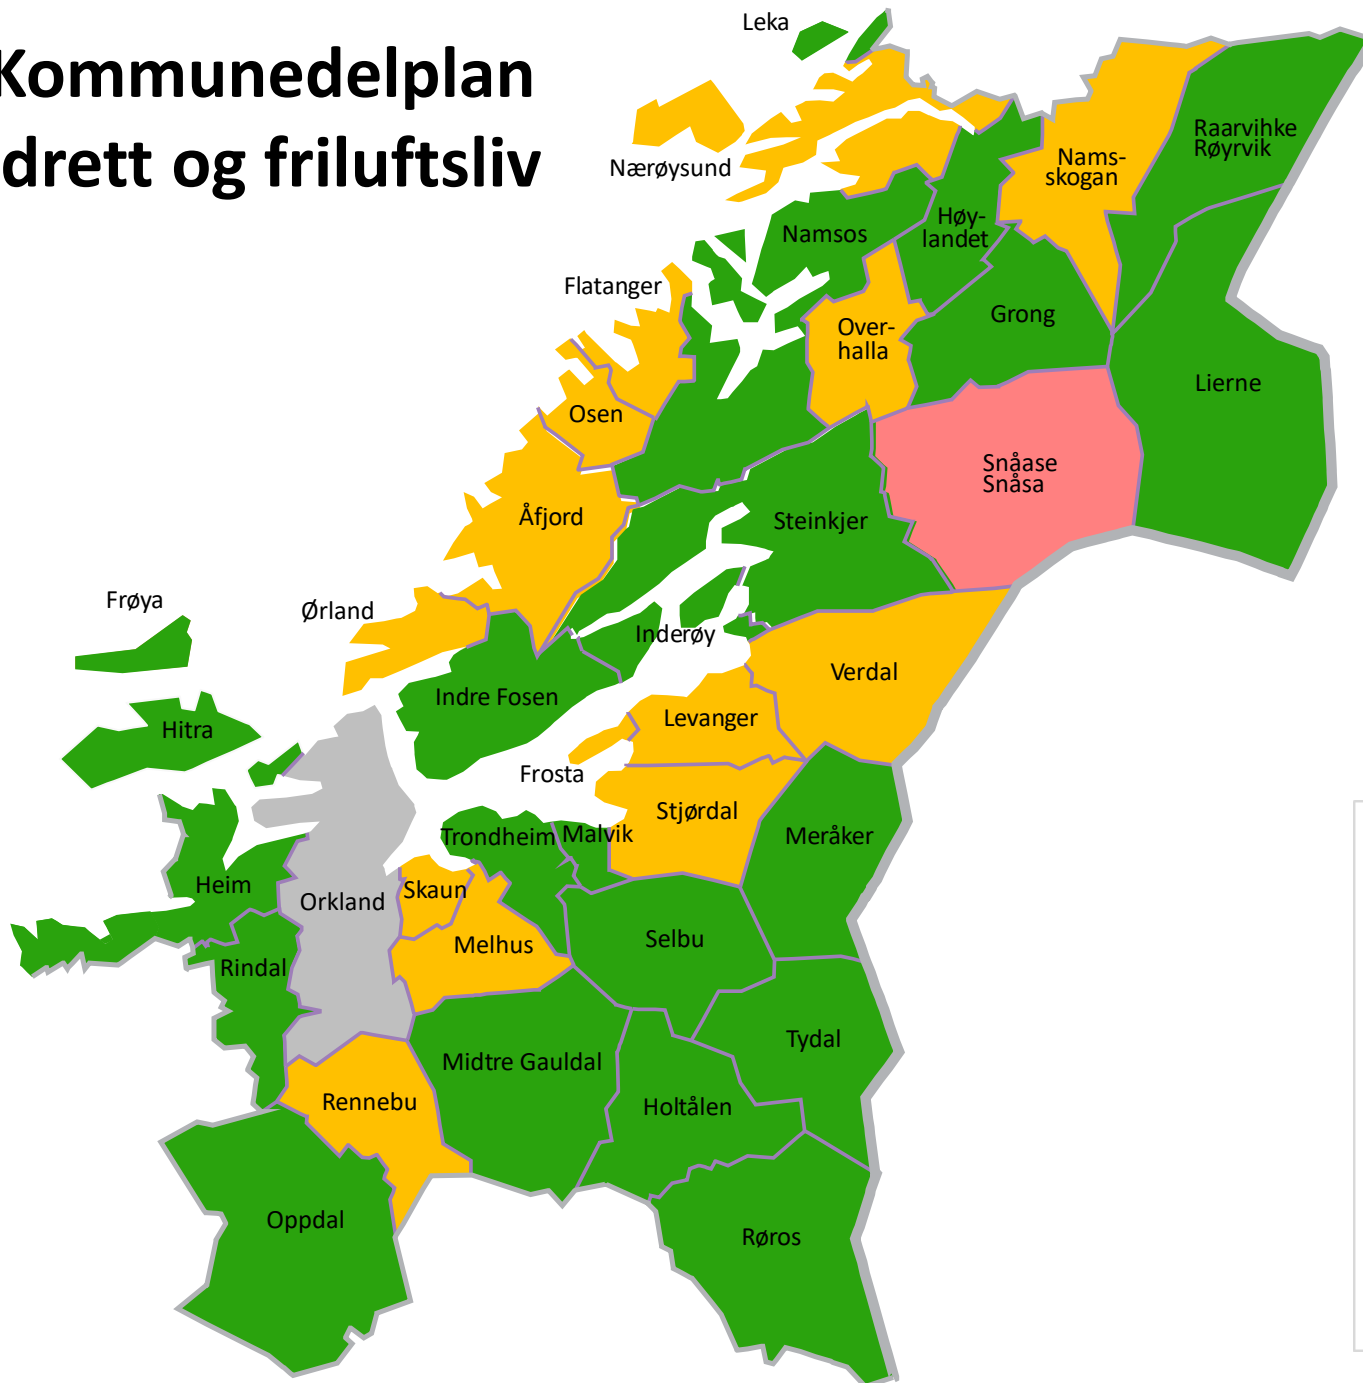 Kommunedelplan
drett og friluftsliv
Leka
Nærøysund
Raarvihke
Røyrvik
Nams-
skogan
Høy-
landet
Namsos
Flatanger
Grong
Over-
halla
Lierne
Osen
Snåase
Snåsa
Åfjord
Steinkjer
Frøya
Ørland
Inderøy
Verdal
Indre Fosen
Levanger
Hitra
Frosta
Stjørdal
Trondheim
Malvik
Meråker
Heim
Skaun
Orkland
Melhus
Selbu
Rindal
Tydal
Midtre Gauldal
Rennebu
Holtålen
Oppdal
Røros